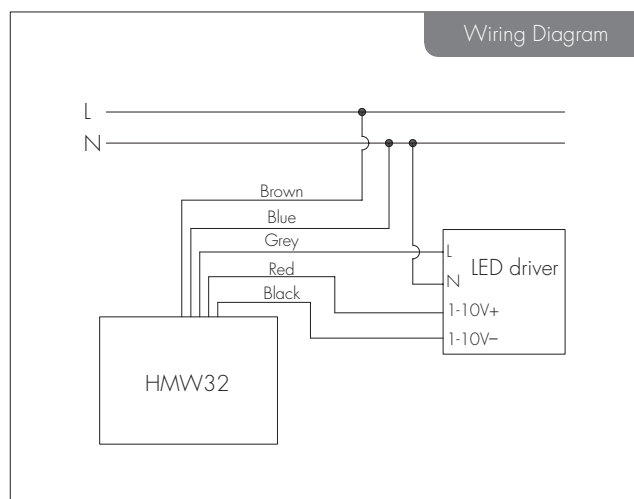 Wiring Diagram
L
N
Brown
Blue
Grey
Red
Black
HMW32
L
N
LED driver
1-10V+
1-10V−